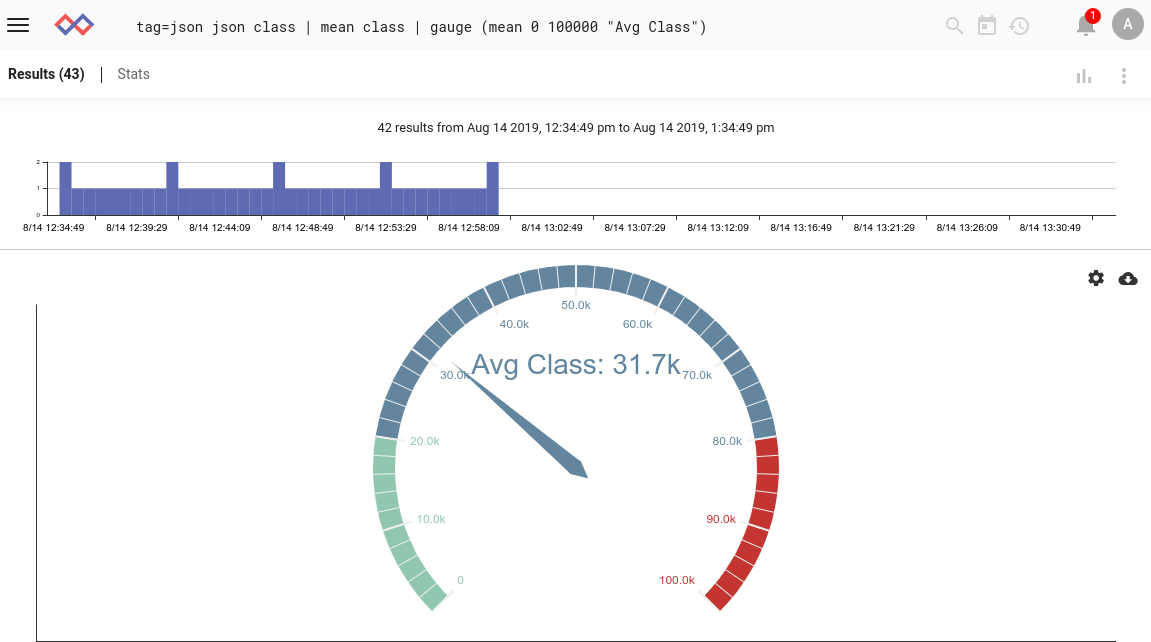 tag=json json class | mean class | gauge (mean 0 100000 "Avg Class")
1
A
Results (43) | Stats
42 results from Aug 14 2019, 12:34:49 pm to Aug 14 2019, 1:34:49 pm
2
1
0
8/14 12:34:49 8/14 12:39:29 8/14 12:44:09 8/14 12:48:49 8/14 12:53:29 8/14 12:58:09 8/14 13:02:49 8/14 13:07:29 8/14 13:12:09 8/14 13:16:49 8/14 13:21:29 8/14 13:26:09 8/14 13:30:49
50.0k
40.0k 60.0k
Avg Class: 31.7k
30.0k 70.0k
20.0k 80.0k
10.0k 90.0k
0 100.0k